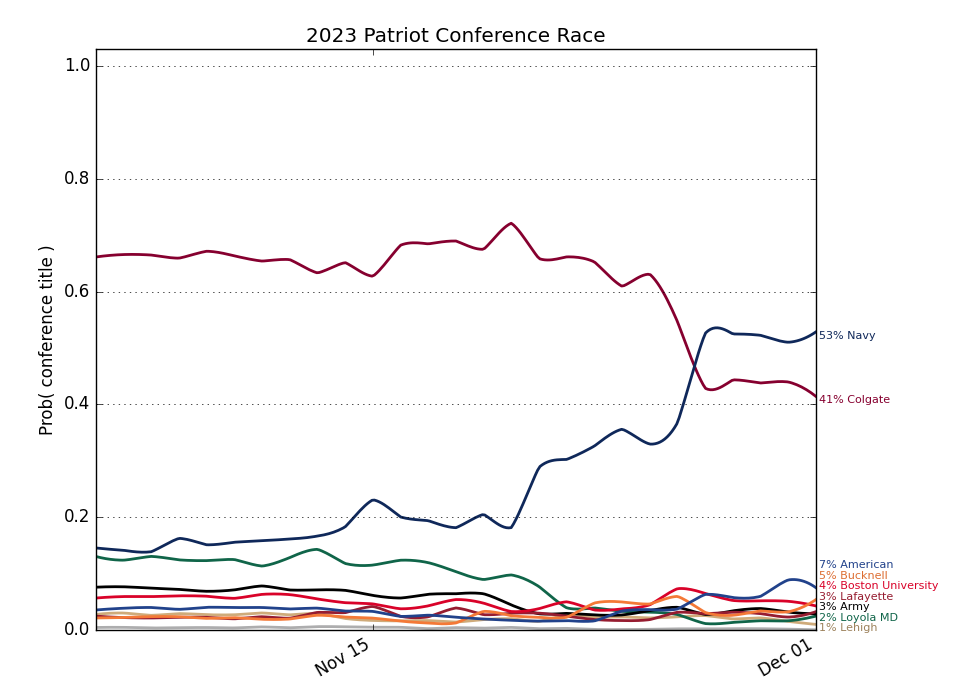 2023 Patriot Conference Race
Prob( conference title )
1.0
0.8
0.6
0.4
0.2
0.0
Nov 15
Dec 01
53% Navy
41% Colgate
7% American
5% Bucknell
4% Boston University
3% Lafayette
3% Army
2% Loyola MD
1% Lehigh